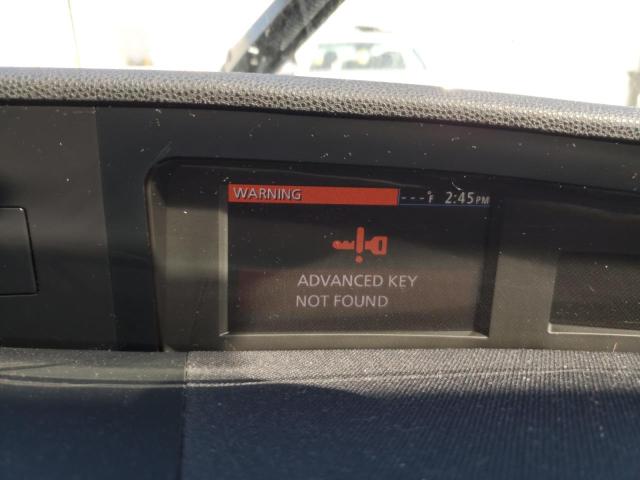 WARNING ---°F 2:45PM
ADVANCED KEY
NOT FOUND